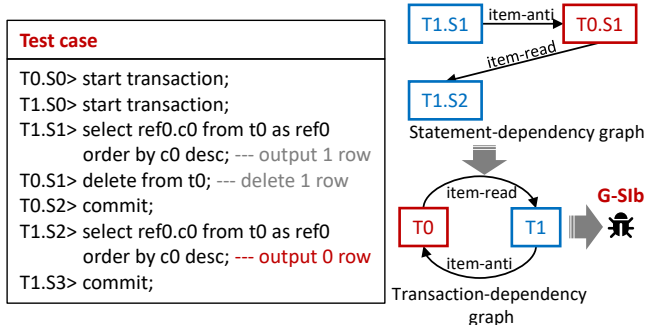 Test case
T0.S0> start transaction;
T1.S0> start transaction;
T1.S1> select ref0.c0 from t0 as ref0
order by c0 desc; --- output 1 row
T0.S1> delete from t0; --- delete 1 row
T0.S2> commit;
T1.S2> select ref0.c0 from t0 as ref0
order by c0 desc; --- output 0 row
T1.S3> commit;
T1.S1
item-anti
T0.S1
item-read
T1.S2
Statement-dependency graph
item-read
G-SIb
T0
T1
item-anti
Transaction-dependency
graph